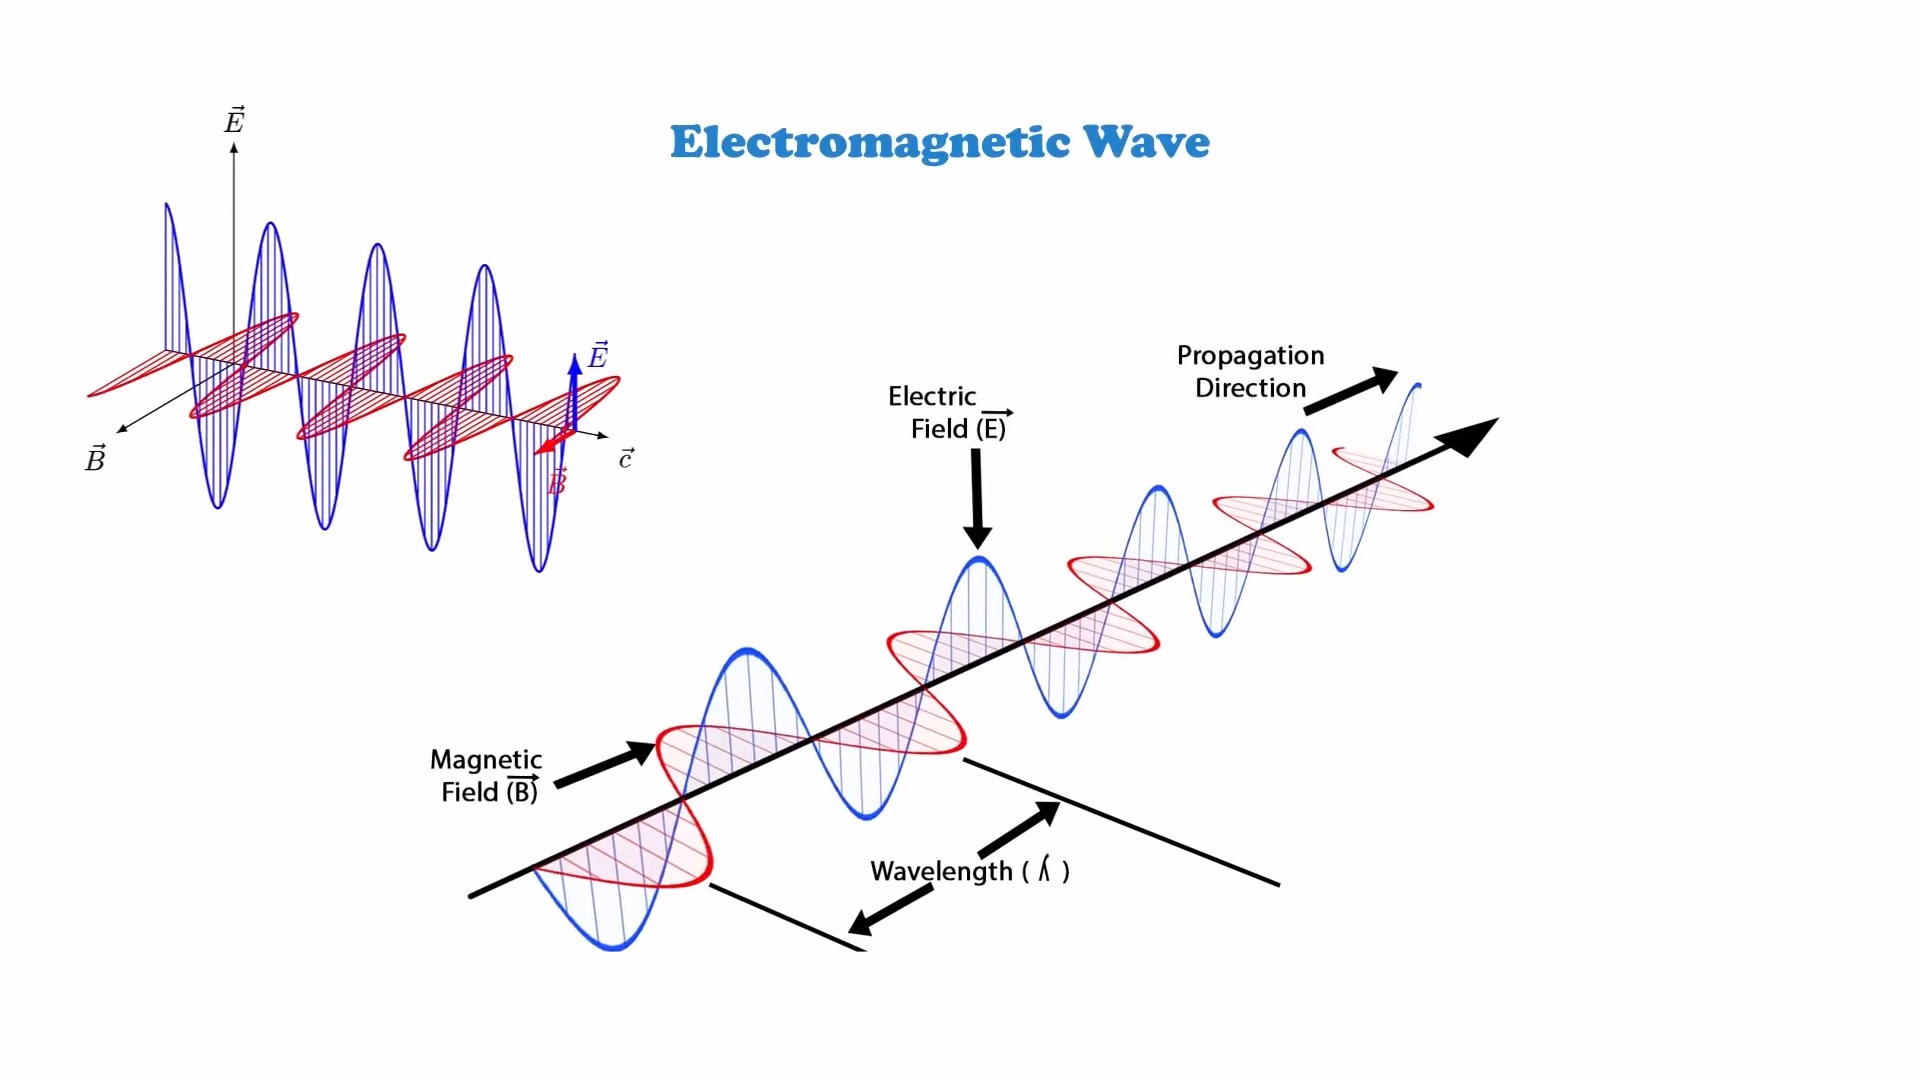 Electromagnetic Wave
E⃗
E⃗
B⃗
c⃗
B⃗
Propagation
Direction
Electric
Field (E⃗)
Magnetic
Field (B⃗)
Wavelength ( λ )